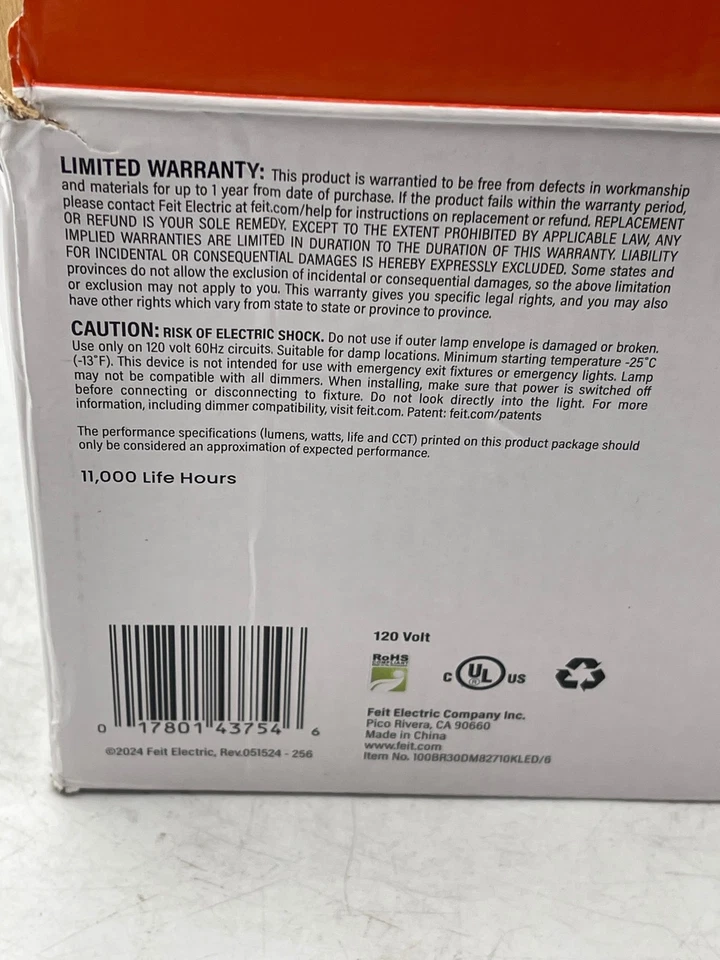 LIMITED WARRANTY: This product is warrantied to be free from defects in workmanship
and materials for up to 1 year from date of purchase. If the product fails within the warranty period,
please contact Feit Electric at feit.com/help for instructions on replacement or refund. REPLACEMENT
OR REFUND IS YOUR SOLE REMEDY. EXCEPT TO THE EXTENT PROHIBITED BY APPLICABLE LAW, ANY
IMPLIED WARRANTIES ARE LIMITED IN DURATION TO THE DURATION OF THIS WARRANTY. LIABILITY
FOR INCIDENTAL OR CONSEQUENTIAL DAMAGES IS HEREBY EXPRESSLY EXCLUDED. Some states and
provinces do not allow the exclusion of incidental or consequential damages, so the above limitation
or exclusion may not apply to you. This warranty gives you specific legal rights, and you may also
have other rights which vary from state to state or province to province.
CAUTION: RISK OF ELECTRIC SHOCK. Do not use if outer lamp envelope is damaged or broken.
Use only on 120 volt 60Hz circuits. Suitable for damp locations. Minimum starting temperature -25°C
(-13°F). This device is not intended for use with emergency exit fixtures or emergency lights. Lamp
may not be compatible with all dimmers. When installing, make sure that power is switched off
before connecting or disconnecting to fixture. Do not look directly into the light. For more
information, including dimmer compatibility, visit feit.com. Patent: feit.com/patents
The performance specifications (lumens, watts, life and CCT) printed on this product package should
only be considered an approximation of expected performance.
11,000 Life Hours
0 17801 43754 6
©2024 Feit Electric, Rev.051524 - 256
120 Volt
RoHS
COMPLIANT
C UL US
Feit Electric Company Inc.
Pico Rivera, CA 90660
Made in China
www.feit.com
Item No. 100BR30DM82710KLED/6